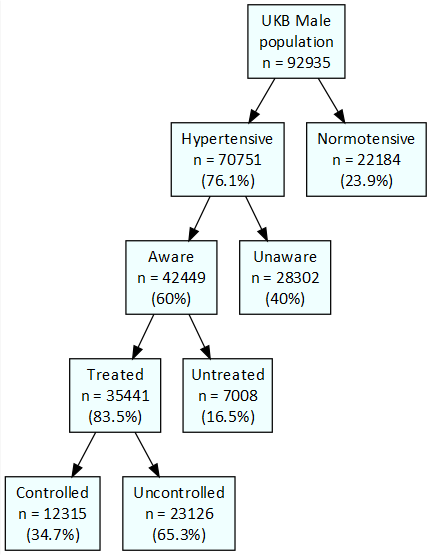 UKB Male
population
n = 92935
Hypertensive
n = 70751
(76.1%)
Normotensive
n = 22184
(23.9%)
Aware
n = 42449
(60%)
Unaware
n = 28302
(40%)
Treated
n = 35441
(83.5%)
Untreated
n = 7008
(16.5%)
Controlled
n = 12315
(34.7%)
Uncontrolled
n = 23126
(65.3%)